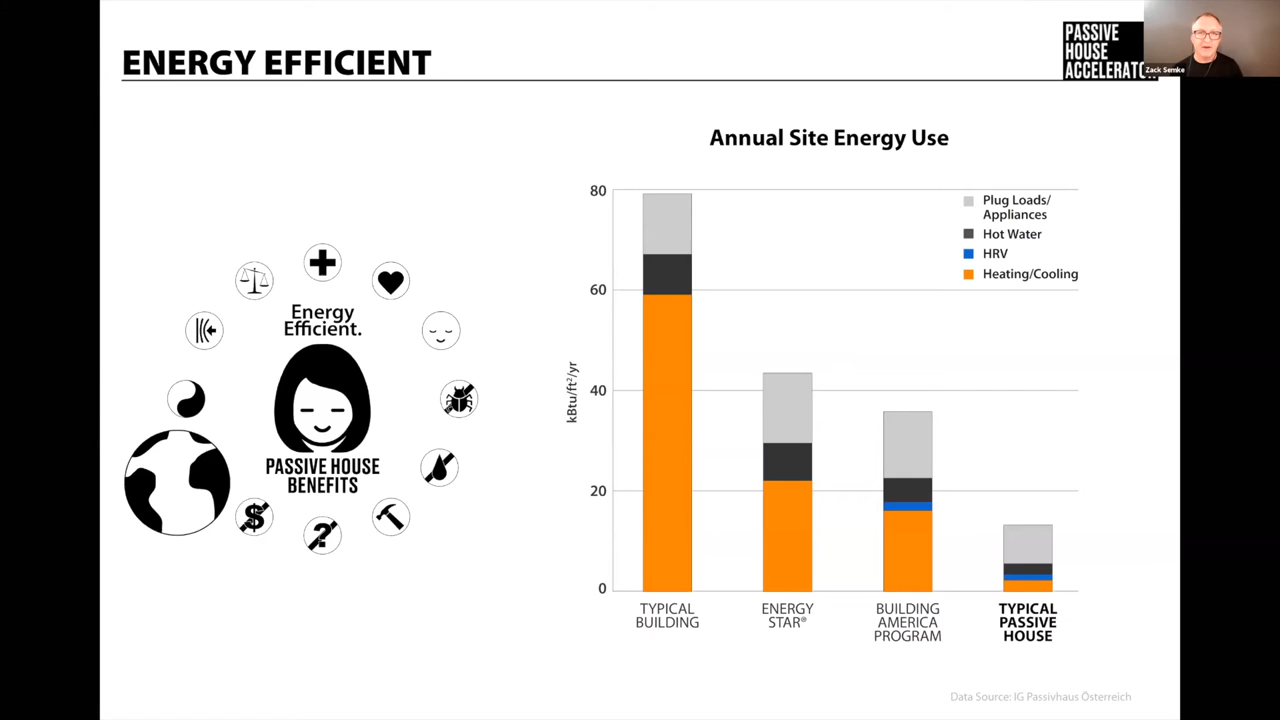 ENERGY EFFICIENT
PASSIVE
HOUSE
ACCELERATO
Zack Semke
Energy
Efficient.
PASSIVE HOUSE
BENEFITS
$
?
Annual Site Energy Use
kBtu/ft²/yr
80
60
40
20
0
Plug Loads/
Appliances
Hot Water
HRV
Heating/Cooling
TYPICAL
BUILDING
ENERGY
STAR®
BUILDING
AMERICA
PROGRAM
TYPICAL
PASSIVE
HOUSE
Data Source: IG Passivhaus Österreich